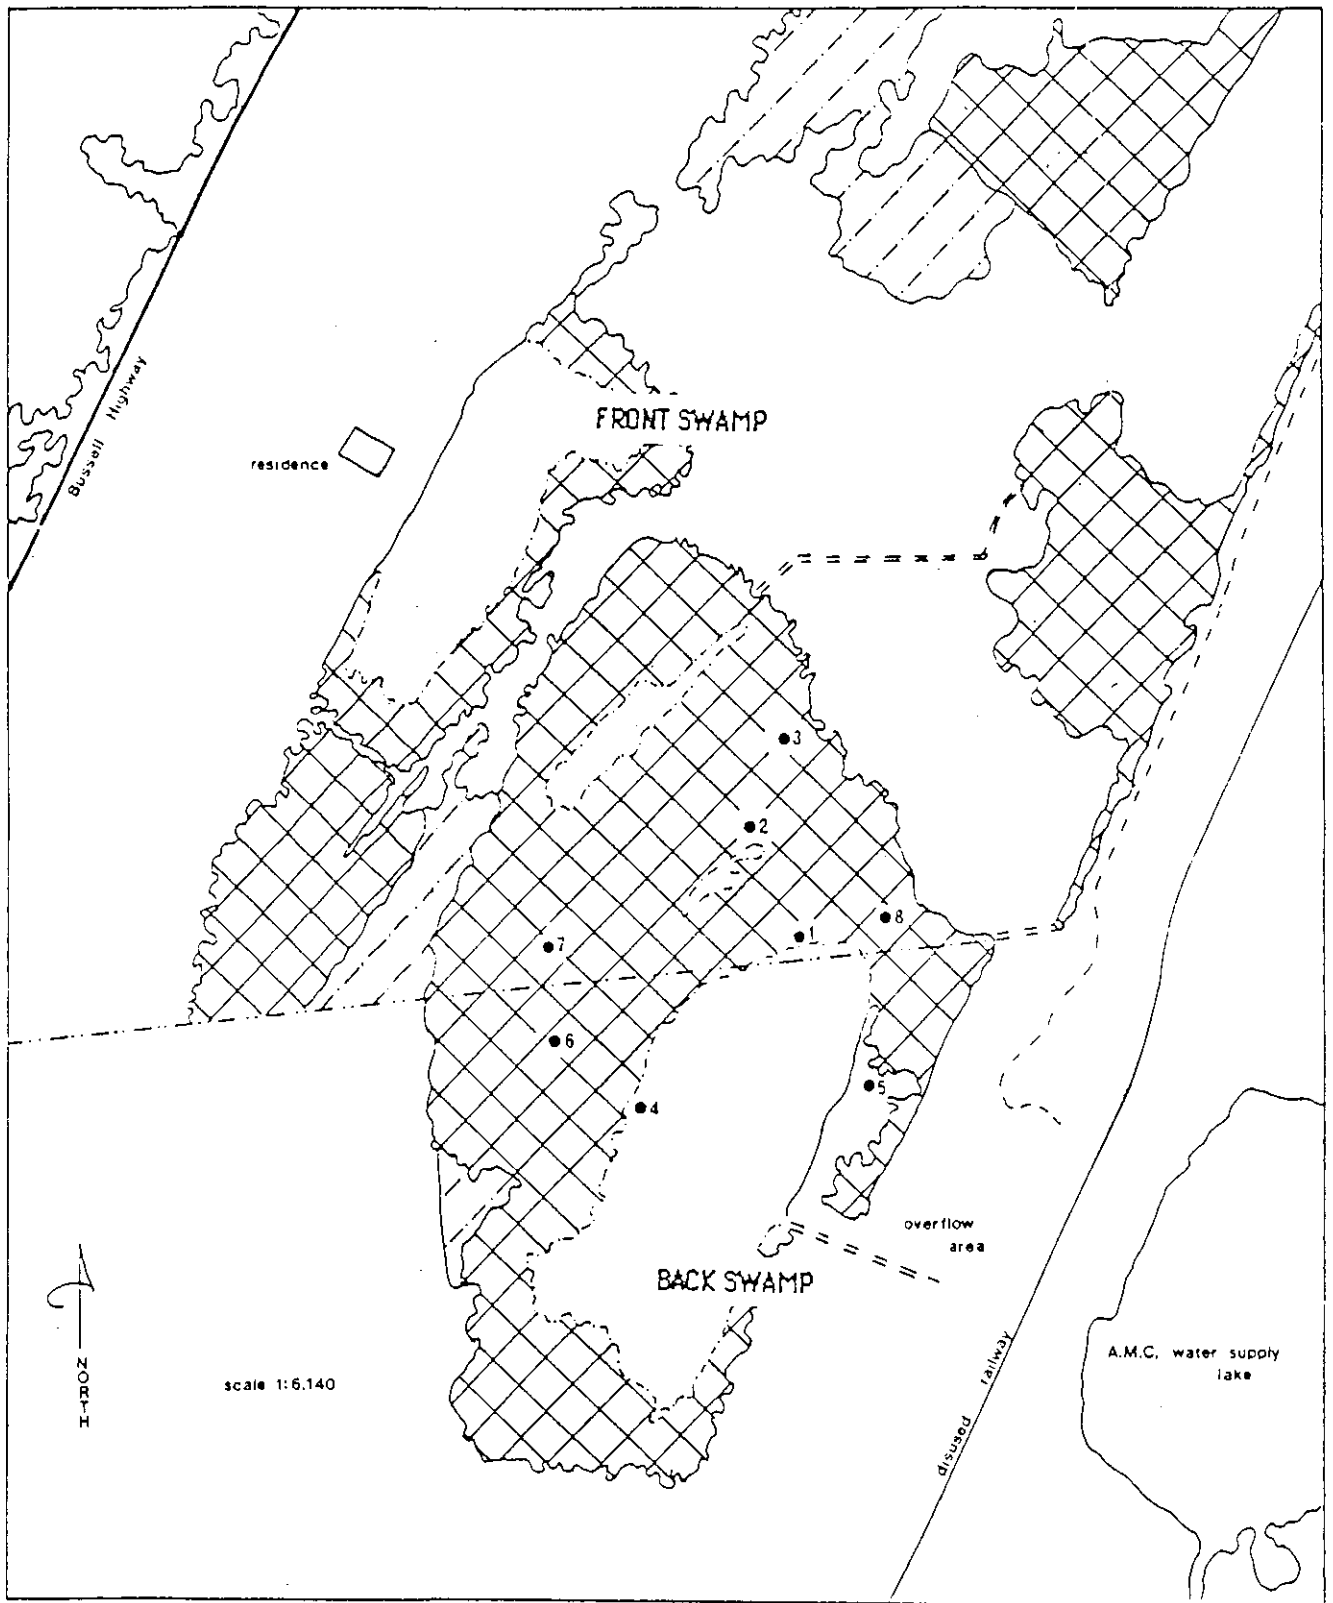 Bussell Highway
residence
FRONT SWAMP
3
2
1
8
7
6
4
5
overflow
area
BACK SWAMP
NORTH
scale 1:6.140
disused railway
A.M.C. water supply
lake